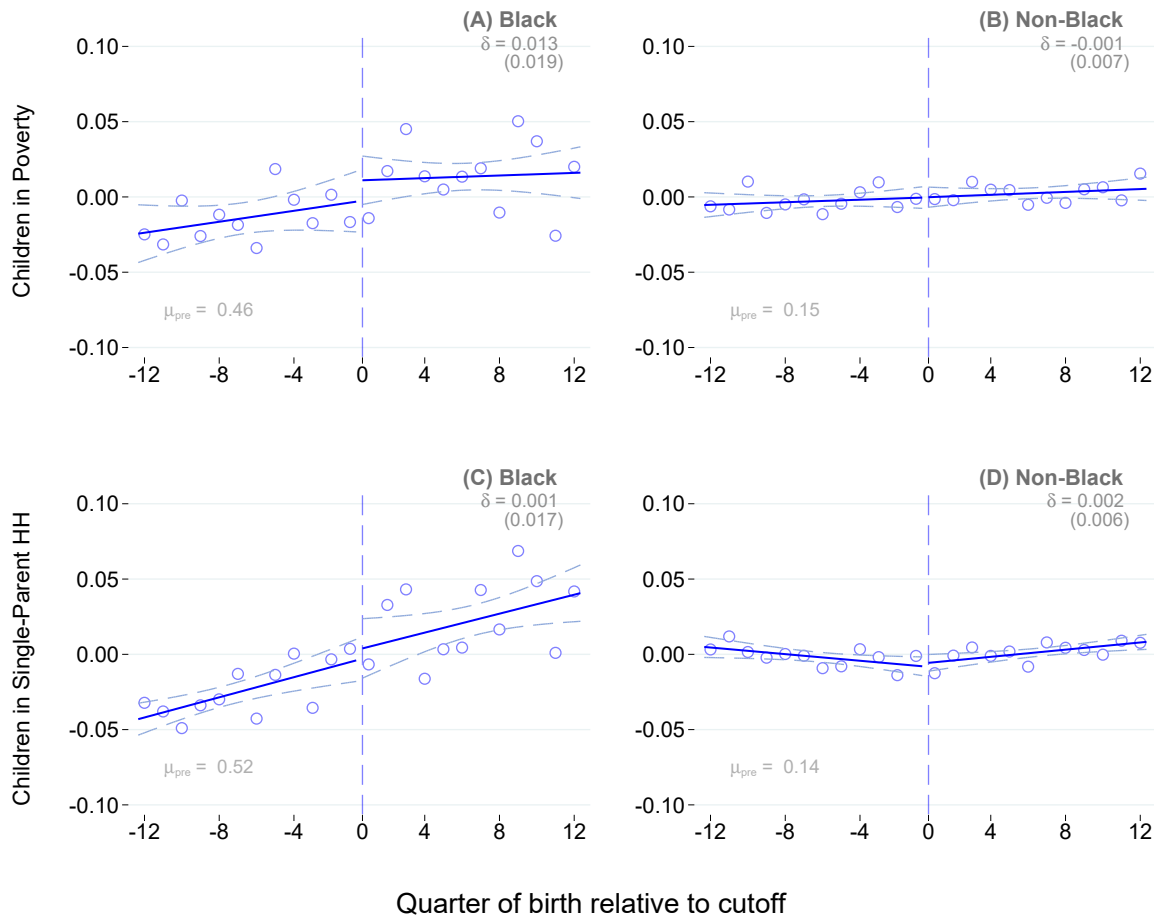 (A) Black
δ = 0.013
(0.019)
Children in Poverty
0.10
0.05
0.00
-0.05
-0.10
μpre = 0.46
-12 -8 -4 0 4 8 12
(B) Non-Black
δ = -0.001
(0.007)
0.10
0.05
0.00
-0.05
-0.10
μpre = 0.15
-12 -8 -4 0 4 8 12
(C) Black
δ = 0.001
(0.017)
Children in Single-Parent HH
0.10
0.05
0.00
-0.05
-0.10
μpre = 0.52
-12 -8 -4 0 4 8 12
(D) Non-Black
δ = 0.002
(0.006)
0.10
0.05
0.00
-0.05
-0.10
μpre = 0.14
-12 -8 -4 0 4 8 12
Quarter of birth relative to cutoff